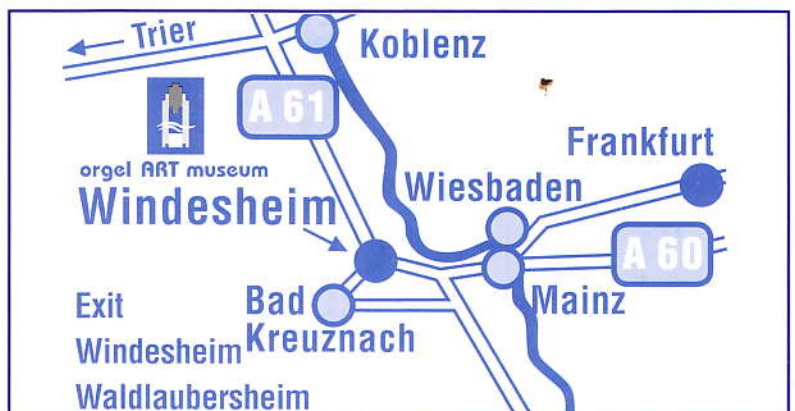 Trier
Koblenz
A 61
Frankfurt
orgel ART museum
Wiesbaden
Windesheim
A 60
Exit
Bad
Mainz
Kreuznach
Windesheim
Waldlaubersheim